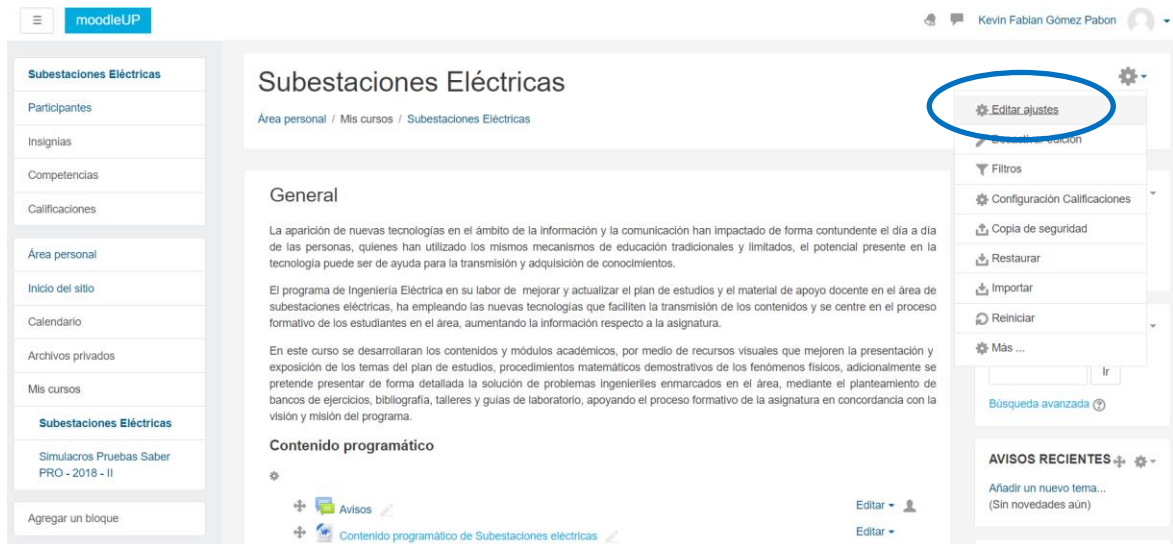 moodleUP
Kevin Fabian Gómez Pabon
Subestaciones Eléctricas
Participantes
Insignias
Competencias
Calificaciones
Área personal
Inicio del sitio
Calendario
Archivos privados
Mis cursos
Subestaciones Eléctricas
Simulacros Pruebas Saber
PRO - 2018 - II
Agregar un bloque
Subestaciones Eléctricas
Área personal / Mis cursos / Subestaciones Eléctricas
Editar ajustes
Desactivar edición
Filtros
Configuración Calificaciones
Copia de seguridad
Restaurar
Importar
Reiniciar
Más ...
General
La aparición de nuevas tecnologías en el ámbito de la información y la comunicación han impactado de forma contundente el día a día
de las personas, quienes han utilizado los mismos mecanismos de educación tradicionales y limitados, el potencial presente en la
tecnología puede ser de ayuda para la transmisión y adquisición de conocimientos.
El programa de Ingeniería Eléctrica en su labor de mejorar y actualizar el plan de estudios y el material de apoyo docente en el área de
subestaciones eléctricas, ha empleando las nuevas tecnologías que faciliten la transmisión de los contenidos y se centre en el proceso
formativo de los estudiantes en el área, aumentando la información respecto a la asignatura.
En este curso se desarrollaran los contenidos y módulos académicos, por medio de recursos visuales que mejoren la presentación y
exposición de los temas del plan de estudios, procedimientos matemáticos demostrativos de los fenómenos físicos, adicionalmente se
pretende presentar de forma detallada la solución de problemas ingenieriles enmarcados en el área, mediante el planteamiento de
bancos de ejercicios, bibliografía, talleres y guías de laboratorio, apoyando el proceso formativo de la asignatura en concordancia con la
visión y misión del programa.
Contenido programático
Avisos
Editar
Contenido programático de Subestaciones eléctricas
Editar
Ir
Búsqueda avanzada
AVISOS RECIENTES
Añadir un nuevo tema...
(Sin novedades aún)